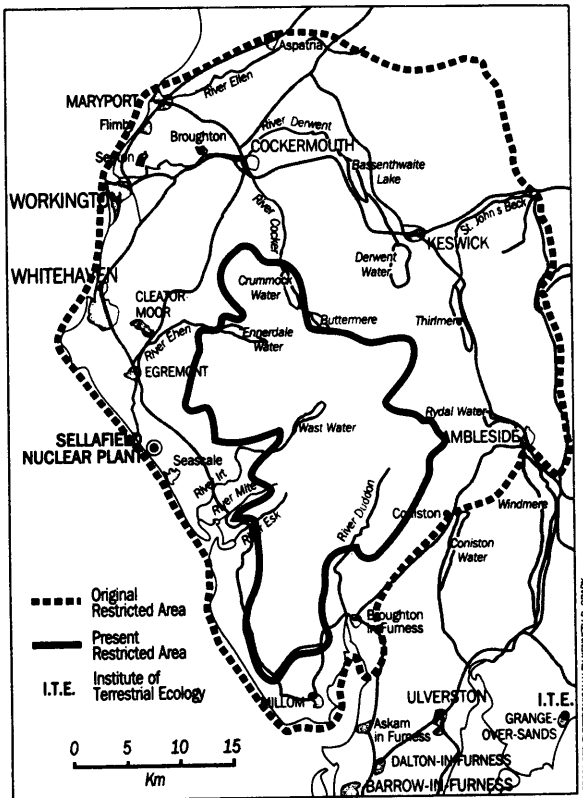 Aspatria
River Ellen
MARYPORT
Flimby
River Derwent
Broughton
COCKERMOUTH
Bassenthwaite
Lake
WORKINGTON
River Cocker
St. John's Beck
KESWICK
Derwent
Water
WHITEHAVEN
Crummock
Water
CLEATOR
MOOR
Buttermere
Thirlmere
River Ehen
Ennerdale
Water
EGREMONT
Rydal Water
AMBLESIDE
Wast Water
SELLAFIELD
NUCLEAR PLANT
Seascale
River Irt
River Mite
River Esk
River Duddon
Coniston
Windmere
Coniston
Water
Original
Restricted Area
Present
Restricted Area
I.T.E. Institute of
Terrestrial Ecology
Broughton
in Furness
MILLOM
ULVERSTON
I.T.E.
GRANGE-
OVER-SANDS
Askam
in Furness
DALTON-IN-FURNESS
BARROW-IN-FURNESS
0 5 10 15
Km